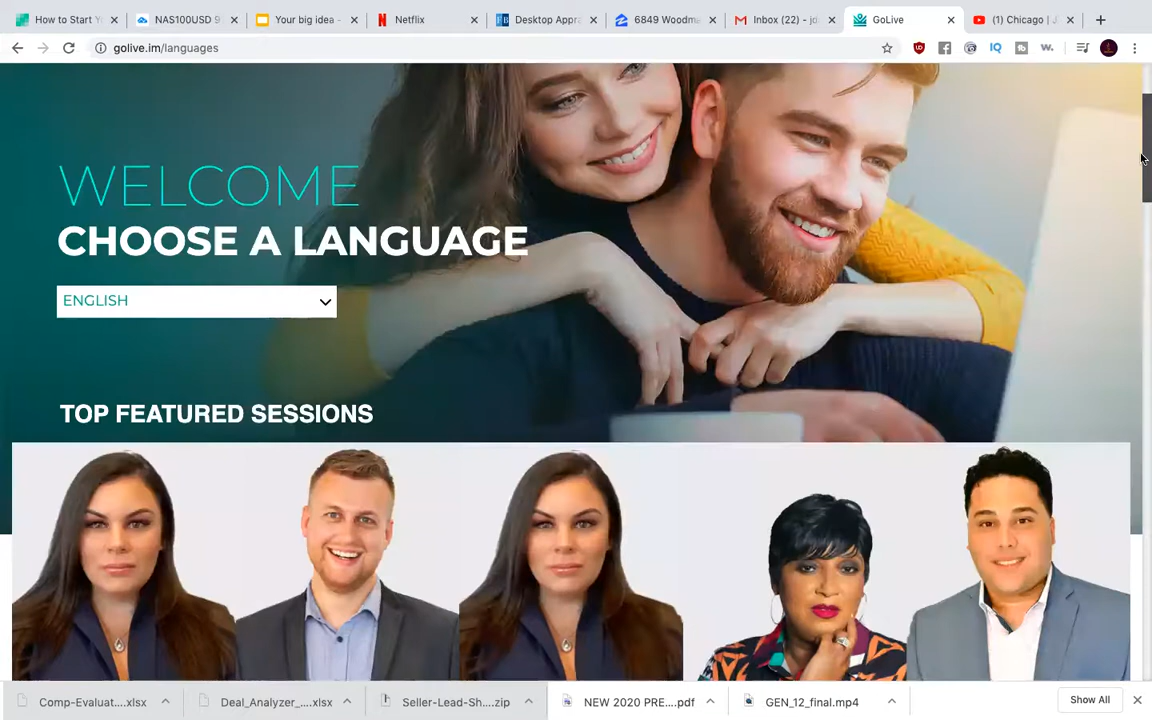 How to Start Y
NAS100USD 9
Your big idea -
Netflix
Desktop Appra
6849 Woodma
Inbox (22) - jd
GoLive
(1) Chicago | J
golive.im/languages
WELCOME
CHOOSE A LANGUAGE
ENGLISH
TOP FEATURED SESSIONS
Comp-Evaluat....xlsx
Deal_Analyzer_....xlsx
Seller-Lead-Sh....zip
NEW 2020 PRE....pdf
GEN_12_final.mp4
Show All